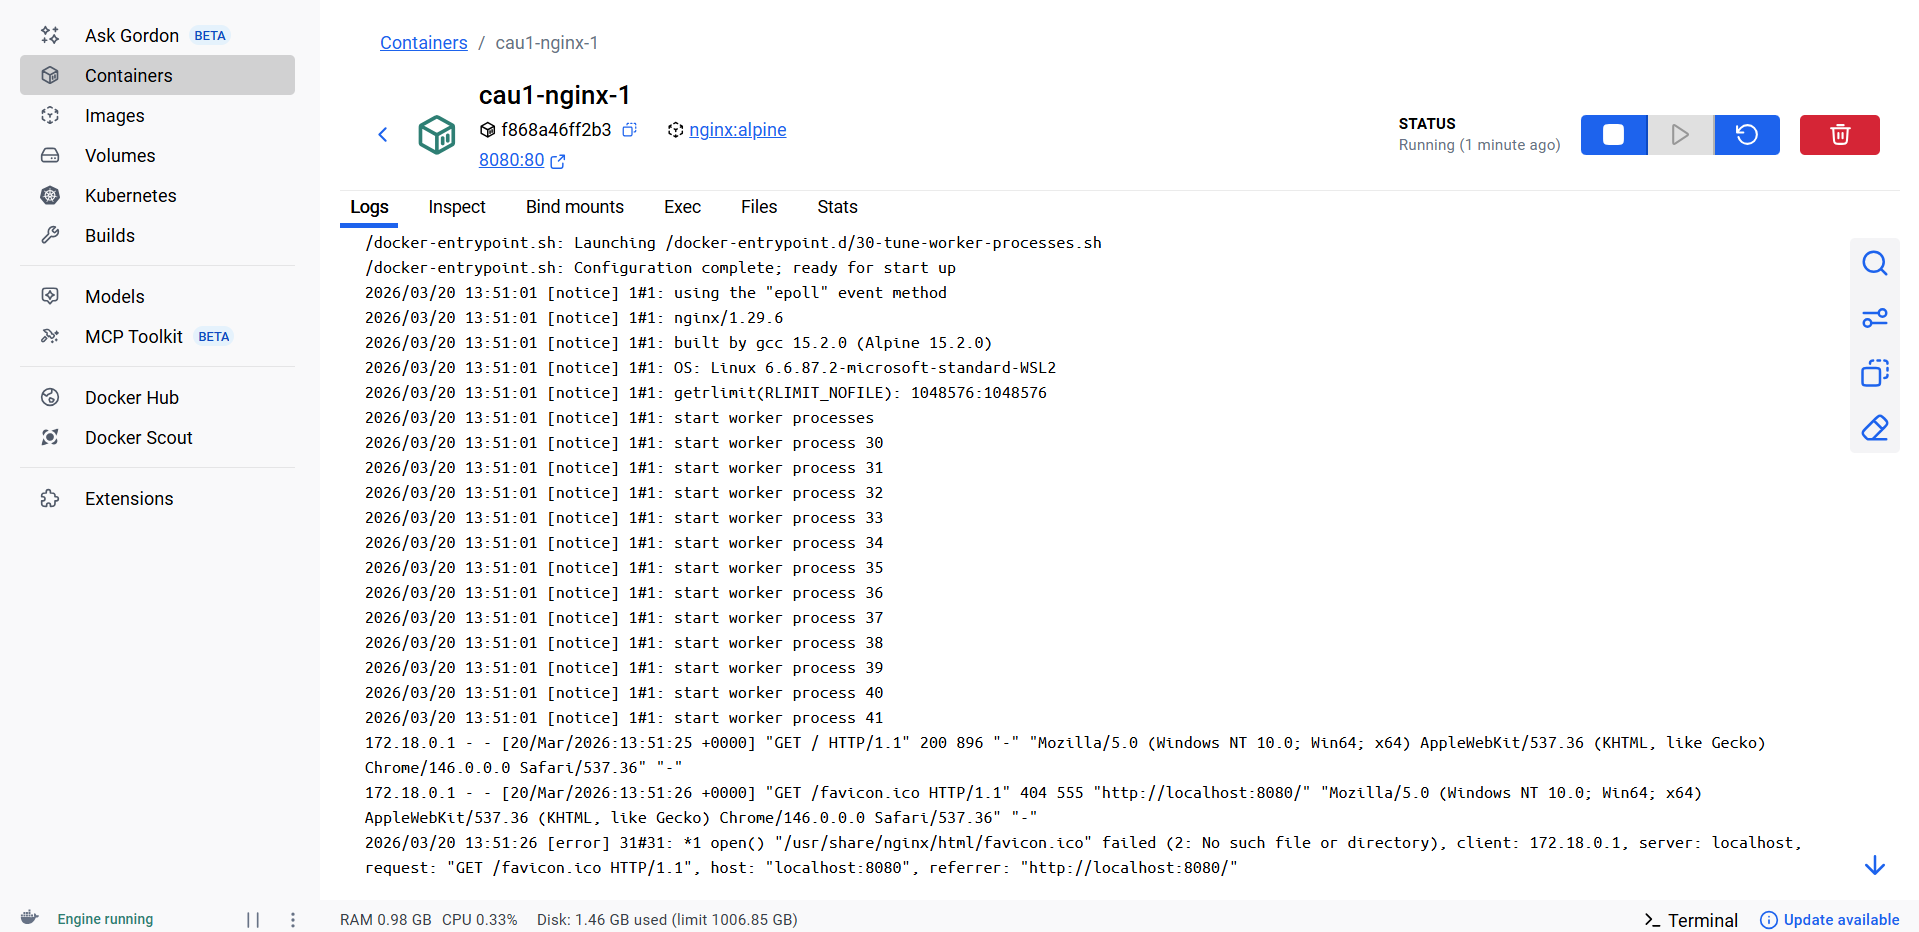 Ask Gordon BETA
Containers
Images
Volumes
Kubernetes
Builds
Models
MCP Toolkit BETA
Docker Hub
Docker Scout
Extensions
Containers / cau1-nginx-1
cau1-nginx-1
f868a46ff2b3 nginx:alpine
8080:80
STATUS
Running (1 minute ago)
Logs Inspect Bind mounts Exec Files Stats
/docker-entrypoint.sh: Launching /docker-entrypoint.d/30-tune-worker-processes.sh
/docker-entrypoint.sh: Configuration complete; ready for start up
2026/03/20 13:51:01 [notice] 1#1: using the "epoll" event method
2026/03/20 13:51:01 [notice] 1#1: nginx/1.29.6
2026/03/20 13:51:01 [notice] 1#1: built by gcc 15.2.0 (Alpine 15.2.0)
2026/03/20 13:51:01 [notice] 1#1: OS: Linux 6.6.87.2-microsoft-standard-WSL2
2026/03/20 13:51:01 [notice] 1#1: getrlimit(RLIMIT_NOFILE): 1048576:1048576
2026/03/20 13:51:01 [notice] 1#1: start worker processes
2026/03/20 13:51:01 [notice] 1#1: start worker process 30
2026/03/20 13:51:01 [notice] 1#1: start worker process 31
2026/03/20 13:51:01 [notice] 1#1: start worker process 32
2026/03/20 13:51:01 [notice] 1#1: start worker process 33
2026/03/20 13:51:01 [notice] 1#1: start worker process 34
2026/03/20 13:51:01 [notice] 1#1: start worker process 35
2026/03/20 13:51:01 [notice] 1#1: start worker process 36
2026/03/20 13:51:01 [notice] 1#1: start worker process 37
2026/03/20 13:51:01 [notice] 1#1: start worker process 38
2026/03/20 13:51:01 [notice] 1#1: start worker process 39
2026/03/20 13:51:01 [notice] 1#1: start worker process 40
2026/03/20 13:51:01 [notice] 1#1: start worker process 41
172.18.0.1 - - [20/Mar/2026:13:51:25 +0000] "GET / HTTP/1.1" 200 896 "-" "Mozilla/5.0 (Windows NT 10.0; Win64; x64) AppleWebKit/537.36 (KHTML, like Gecko)
Chrome/146.0.0.0 Safari/537.36" "-"
172.18.0.1 - - [20/Mar/2026:13:51:26 +0000] "GET /favicon.ico HTTP/1.1" 404 555 "http://localhost:8080/" "Mozilla/5.0 (Windows NT 10.0; Win64; x64)
AppleWebKit/537.36 (KHTML, like Gecko) Chrome/146.0.0.0 Safari/537.36" "-"
2026/03/20 13:51:26 [error] 31#31: *1 open() "/usr/share/nginx/html/favicon.ico" failed (2: No such file or directory), client: 172.18.0.1, server: localhost,
request: "GET /favicon.ico HTTP/1.1", host: "localhost:8080", referrer: "http://localhost:8080/"
Engine running
RAM 0.98 GB CPU 0.33% Disk: 1.46 GB used (limit 1006.85 GB)
Terminal
Update available